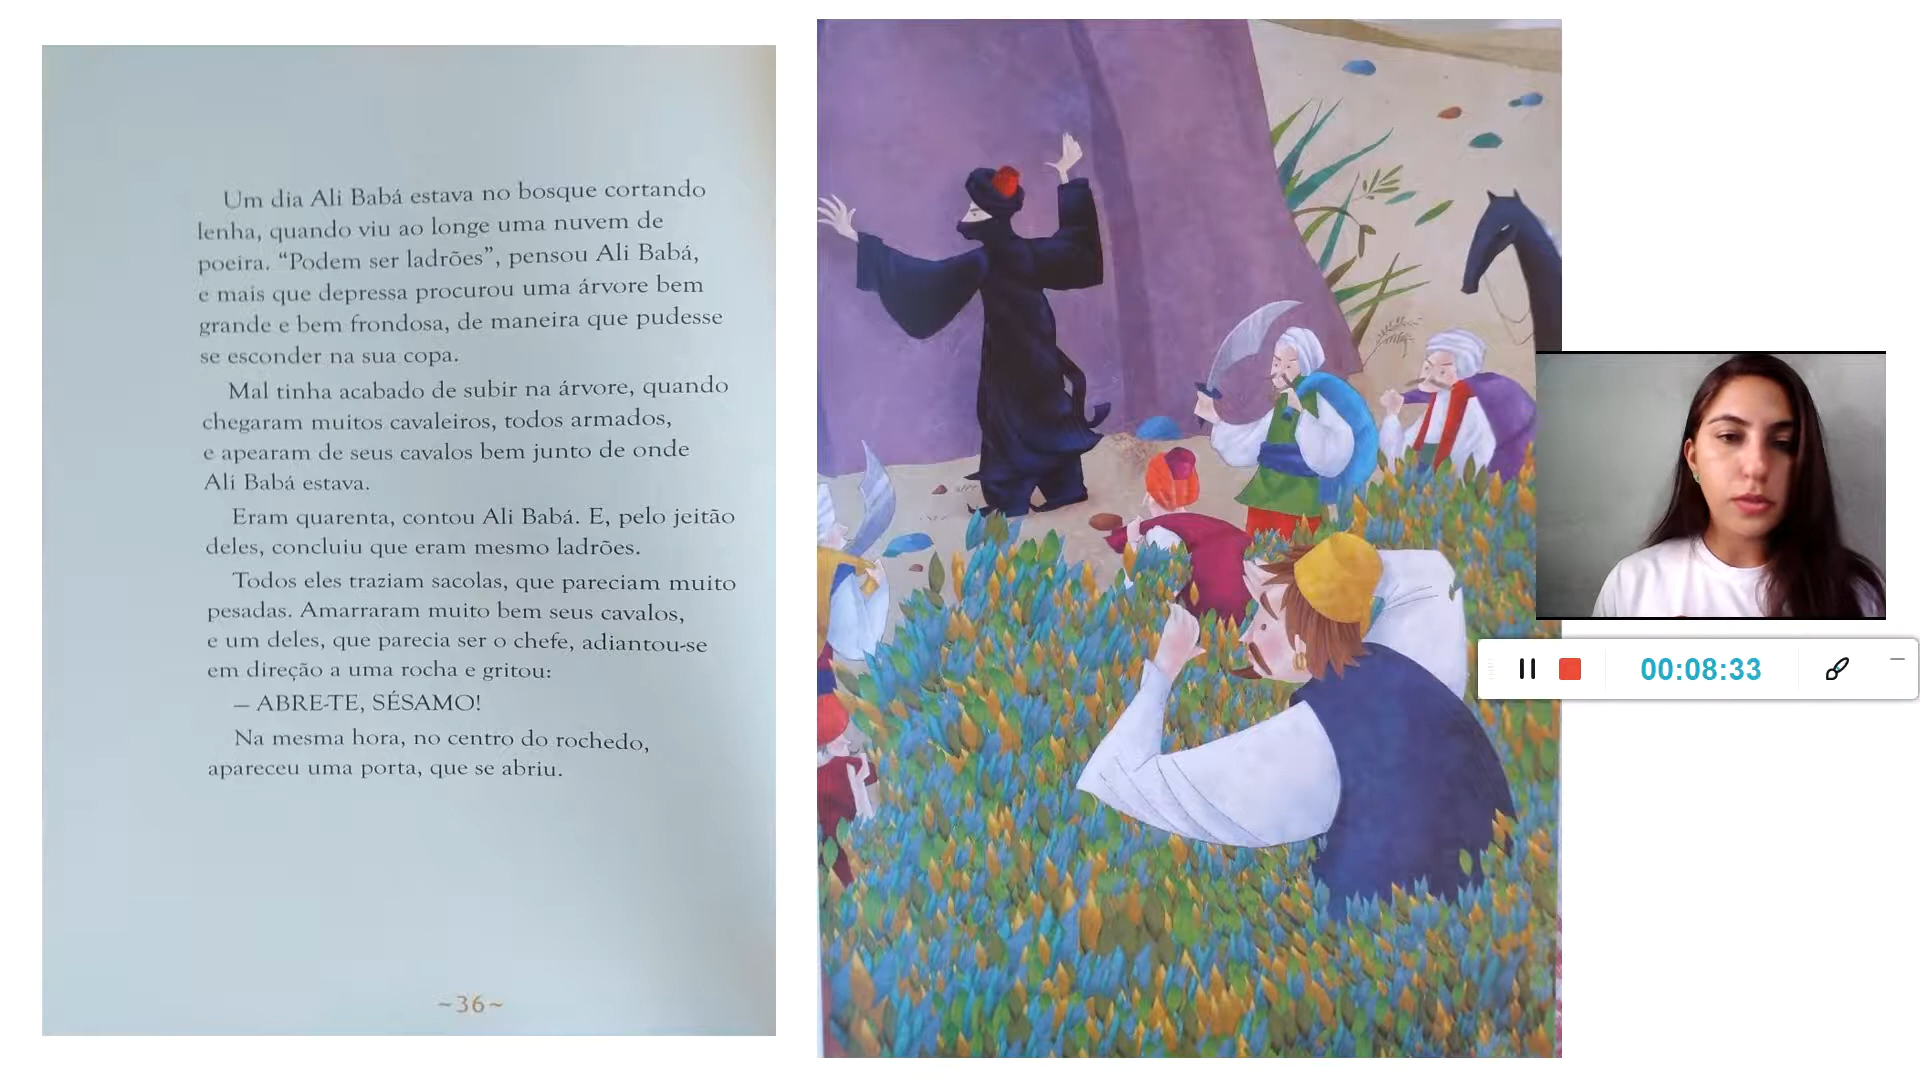 Um dia Ali Babá estava no bosque cortando
lenha, quando viu ao longe uma nuvem de
poeira. “Podem ser ladrões”, pensou Ali Babá,
e mais que depressa procurou uma árvore bem
grande e bem frondosa, de maneira que pudesse
se esconder na sua copa.
Mal tinha acabado de subir na árvore, quando
chegaram muitos cavaleiros, todos armados,
e apearam de seus cavalos bem junto de onde
Ali Babá estava.
Eram quarenta, contou Ali Babá. E, pelo jeitão
deles, concluiu que eram mesmo ladrões.
Todos eles traziam sacolas, que pareciam muito
pesadas. Amarraram muito bem seus cavalos,
e um deles, que parecia ser o chefe, adiantou-se
em direção a uma rocha e gritou:
– ABRE-TE, SÉSAMO!
Na mesma hora, no centro do rochedo,
apareceu uma porta, que se abriu.
~36~
00:08:33